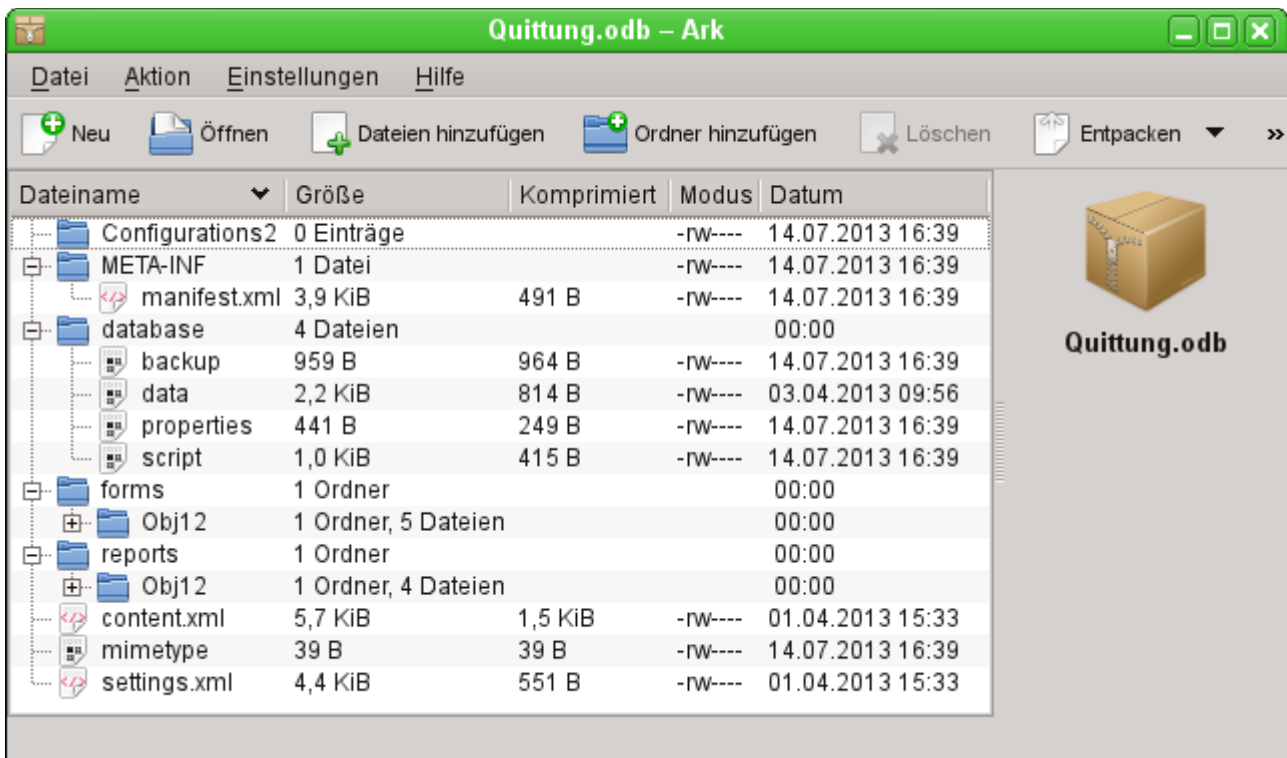 Quittung.odb – Ark
Datei Aktion Einstellungen Hilfe
Neu Öffnen Dateien hinzufügen Ordner hinzufügen Löschen Entpacken »
Dateiname Größe Komprimiert Modus Datum
Configurations2 0 Einträge -rw---- 14.07.2013 16:39
META-INF 1 Datei -rw---- 14.07.2013 16:39
manifest.xml 3,9 KiB 491 B -rw---- 14.07.2013 16:39
database 4 Dateien 00:00
backup 959 B 964 B -rw---- 14.07.2013 16:39
data 2,2 KiB 814 B -rw---- 03.04.2013 09:56
properties 441 B 249 B -rw---- 14.07.2013 16:39
script 1,0 KiB 415 B -rw---- 14.07.2013 16:39
forms 1 Ordner 00:00
Obj12 1 Ordner, 5 Dateien 00:00
reports 1 Ordner 00:00
Obj12 1 Ordner, 4 Dateien 00:00
content.xml 5,7 KiB 1,5 KiB -rw---- 01.04.2013 15:33
mimetype 39 B 39 B -rw---- 14.07.2013 16:39
settings.xml 4,4 KiB 551 B -rw---- 01.04.2013 15:33
Quittung.odb